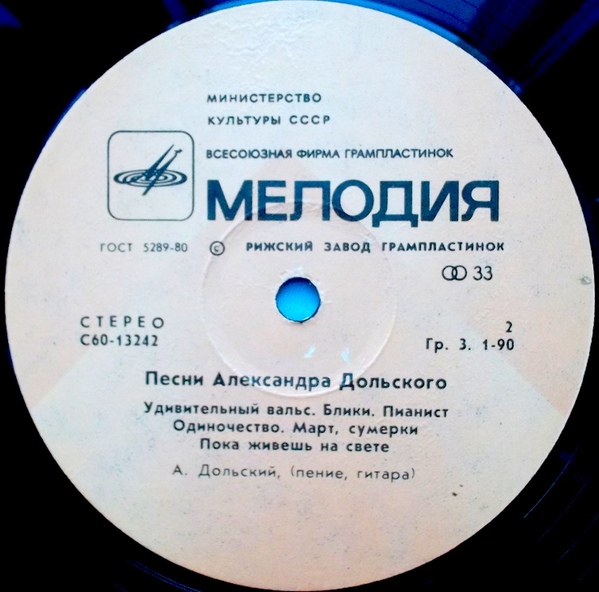 МИНИСТЕРСТВО
КУЛЬТУРЫ СССР
ВСЕСОЮЗНАЯ ФИРМА ГРАМПЛАСТИНОК
МЕЛОДИЯ
ГОСТ 5289-80 © РИЖСКИЙ ЗАВОД ГРАМПЛАСТИНОК
33
СТЕРЕО 2
С60-13242 Гр. 3. 1-90
Песни Александра Дольского
Удивительный вальс. Блики. Пианист
Одиночество. Март, сумерки
Пока живешь на свете
А. Дольский, (пение, гитара)